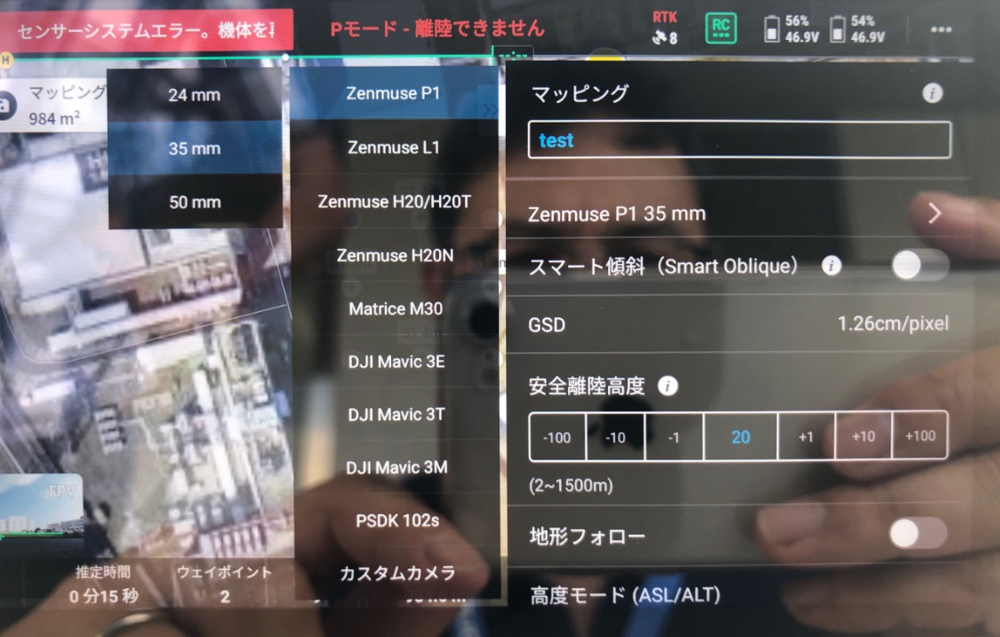 センサーシステムエラー。機体を
Pモード - 離陸できません
RTK
8
RC
56%
46.9V
54%
46.9V
H
マッピング
984 m²
24 mm
35 mm
50 mm
Zenmuse P1
Zenmuse L1
Zenmuse H20/H20T
Zenmuse H20N
Matrice M30
DJI Mavic 3E
DJI Mavic 3T
DJI Mavic 3M
PSDK 102s
カスタムカメラ
マッピング
test
Zenmuse P1 35 mm
スマート傾斜（Smart Oblique）
GSD
1.26cm/pixel
安全離陸高度
-100
-10
-1
20
+1
+10
+100
(2~1500m)
地形フォロー
高度モード (ASL/ALT)
FPV
推定時間
0 分15 秒
ウェイポイント
2